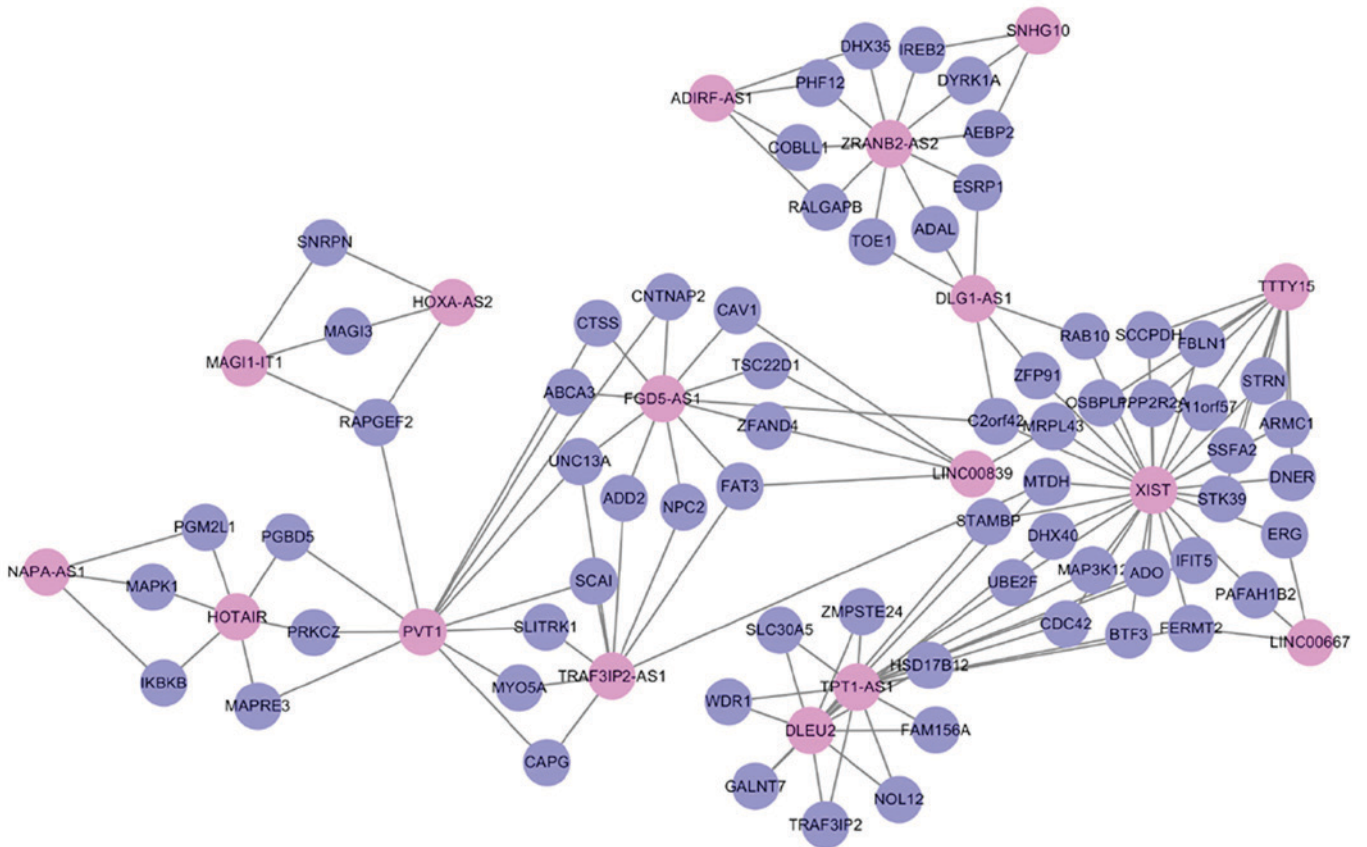 SNHG10
DHX35
IREB2
DYRK1A
PHF12
ADIRF-AS1
AEBP2
COBLL1
ZRANB2-AS2
ESRP1
RALGAPB
ADAL
TOE1
SNRPN
HOXA-AS2
MAGI3
MAGI1-IT1
RAPGEF2
CNTNAP2
CAV1
CTSS
TSC22D1
ABCA3
FGD5-AS1
ZFAND4
UNC13A
ADD2
NPC2
FAT3
DLG1-AS1
TTTY15
RAB10
SCCPDH
FBLN1
ZFP91
STRN
PPP2R2A
11orf57
C2orf42
MRPL43
ARMC1
SSFA2
LINC00839
MTDH
XIST
DNER
STK39
STAMBP
DHX40
ERG
IFIT5
MAP3K12
ADO
UBE2F
PAFAH1B2
CDC42
BTF3
FERMT2
LINC00667
PGM2L1
PGBD5
NAPA-AS1
MAPK1
HOTAIR
PRKCZ
PVT1
IKBKB
MAPRE3
SCAI
SLITRK1
TRAF3IP2-AS1
MYO5A
CAPG
ZMPSTE24
SLC30A5
HSD17B12
TPT1-AS1
WDR1
DLEU2
FAM156A
GALNT7
NOL12
TRAF3IP2